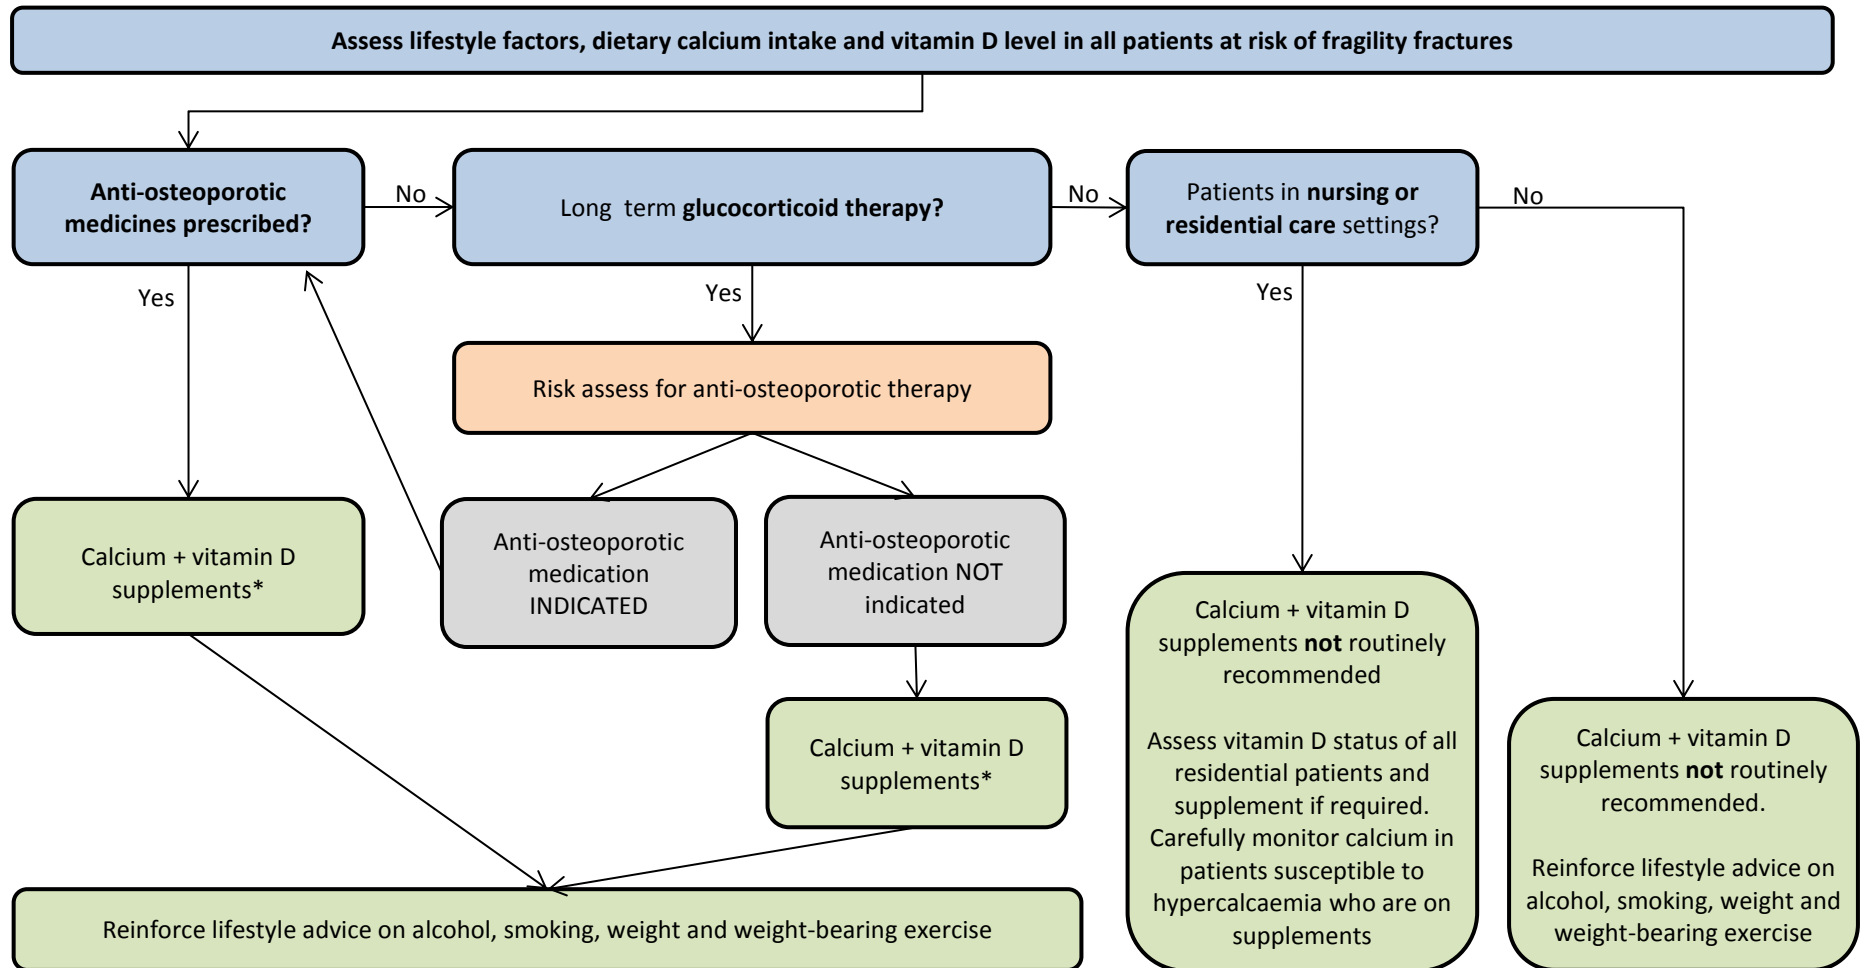 Assess lifestyle factors, dietary calcium intake and vitamin D level in all patients at risk of fragility fractures
Anti-osteoporotic
medicines prescribed?
No
Long term glucocorticoid therapy?
No
Patients in nursing or
residential care settings?
No
Yes
Yes
Yes
Risk assess for anti-osteoporotic therapy
Calcium + vitamin D
supplements*
Anti-osteoporotic
medication
INDICATED
Anti-osteoporotic
medication NOT
indicated
Calcium + vitamin D
supplements*
Calcium + vitamin D
supplements not routinely
recommended
Assess vitamin D status of all
residential patients and
supplement if required.
Carefully monitor calcium in
patients susceptible to
hypercalcaemia who are on
supplements
Calcium + vitamin D
supplements not routinely
recommended.
Reinforce lifestyle advice on
alcohol, smoking, weight and
weight-bearing exercise
Reinforce lifestyle advice on alcohol, smoking, weight and weight-bearing exercise